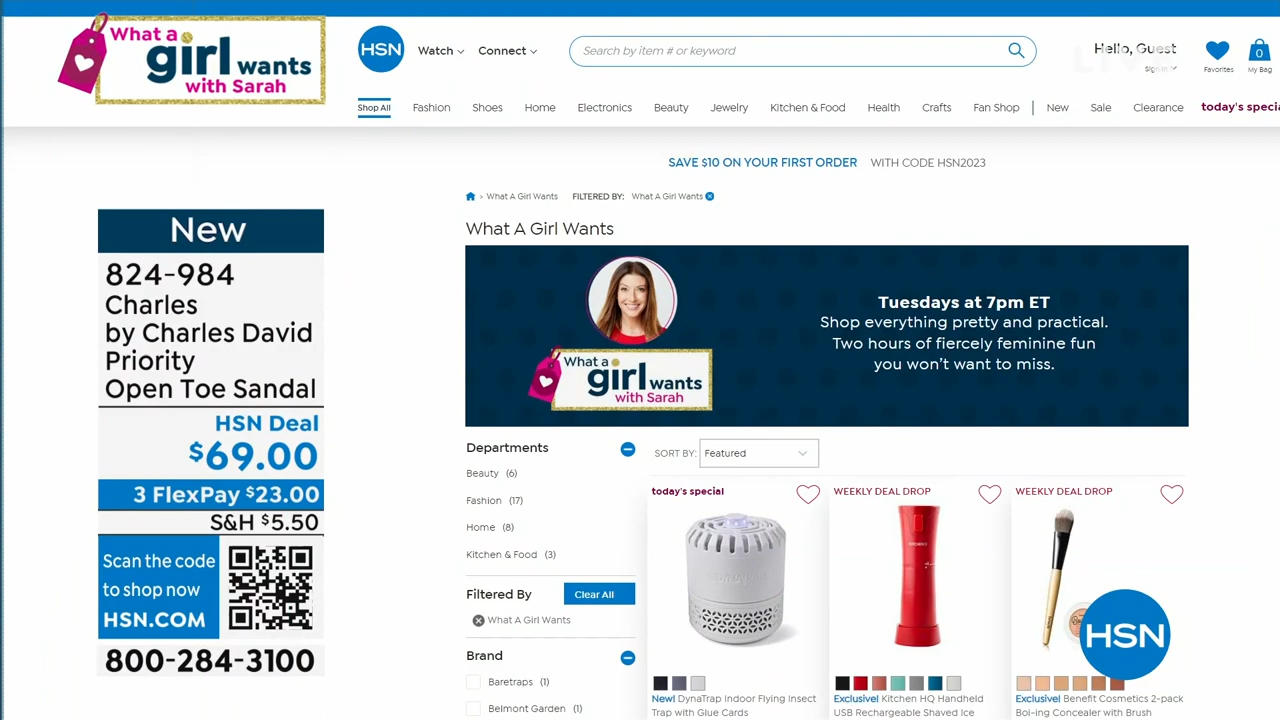 What a
girl wants
with Sarah
HSN
Watch
Connect
Search by item # or keyword
Hello, Guest
Sign In
LIVE
Favorites
0
My Bag
Shop All
Fashion
Shoes
Home
Electronics
Beauty
Jewelry
Kitchen & Food
Health
Crafts
Fan Shop
New
Sale
Clearance
today's specia
SAVE $10 ON YOUR FIRST ORDER WITH CODE HSN2023
> What A Girl Wants FILTERED BY: What A Girl Wants
What A Girl Wants
New
824-984
Charles
by Charles David
Priority
Open Toe Sandal
HSN Deal
$69.00
3 FlexPay $23.00
S&H $5.50
Scan the code
to shop now
HSN.COM
800-284-3100
What a
girl wants
with Sarah
Tuesdays at 7pm ET
Shop everything pretty and practical.
Two hours of fiercely feminine fun
you won't want to miss.
Departments
Beauty (6)
Fashion (17)
Home (8)
Kitchen & Food (3)
Filtered By
Clear All
What A Girl Wants
Brand
Baretraps (1)
Belmont Garden (1)
SORT BY: Featured
today's special
New! DynaTrap Indoor Flying Insect
Trap with Glue Cards
WEEKLY DEAL DROP
Exclusive! Kitchen HQ Handheld
USB Rechargeable Shaved Ice
WEEKLY DEAL DROP
Exclusive! Benefit Cosmetics 2-pack
Boi-ing Concealer with Brush
HSN